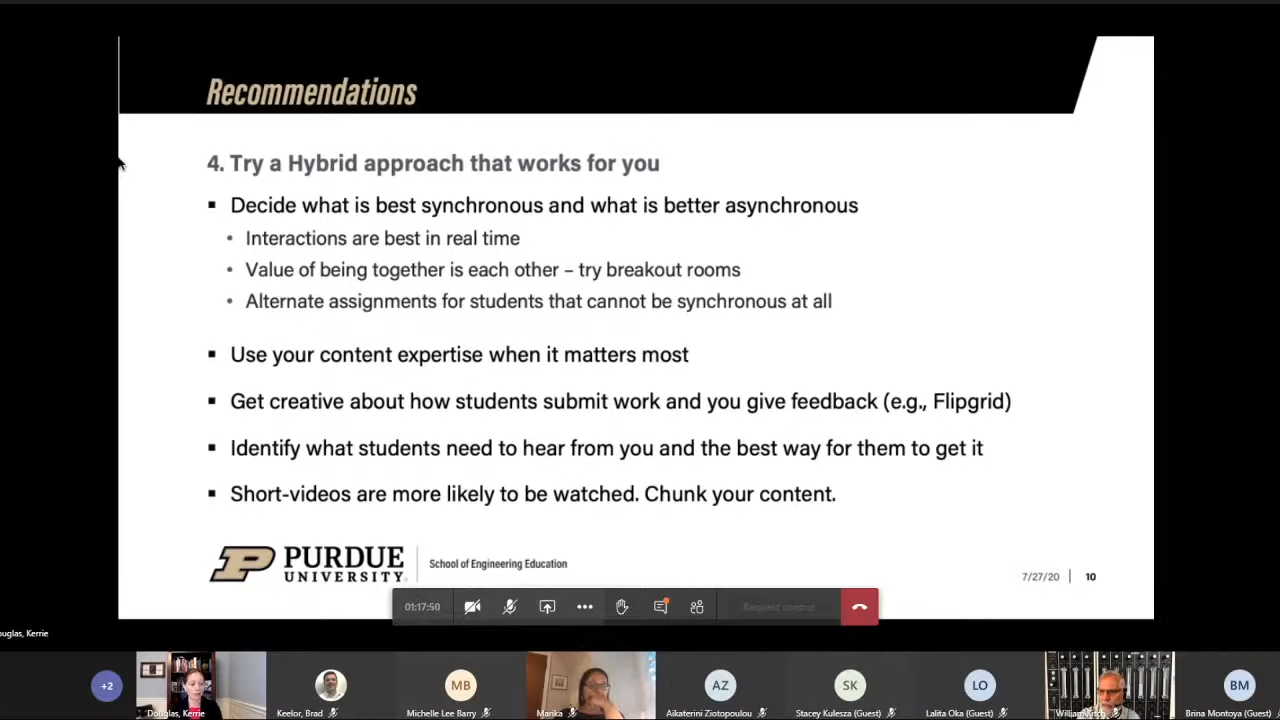 Recommendations
4. Try a Hybrid approach that works for you
▪ Decide what is best synchronous and what is better asynchronous
• Interactions are best in real time
• Value of being together is each other – try breakout rooms
• Alternate assignments for students that cannot be synchronous at all
▪ Use your content expertise when it matters most
▪ Get creative about how students submit work and you give feedback (e.g., Flipgrid)
▪ Identify what students need to hear from you and the best way for them to get it
▪ Short-videos are more likely to be watched. Chunk your content.
P PURDUE UNIVERSITY. School of Engineering Education
7/27/20 10
01:17:50 Request control
ouglas, Kerrie
+2 MB AZ SK LO BM
Douglas, Kerrie Keelor, Brad Michelle Lee Barry Marika Aikaterini Ziotopoulou Stacey Kulesza (Guest) Lalita Oka (Guest) William Kitch Brina Montoya (Guest)